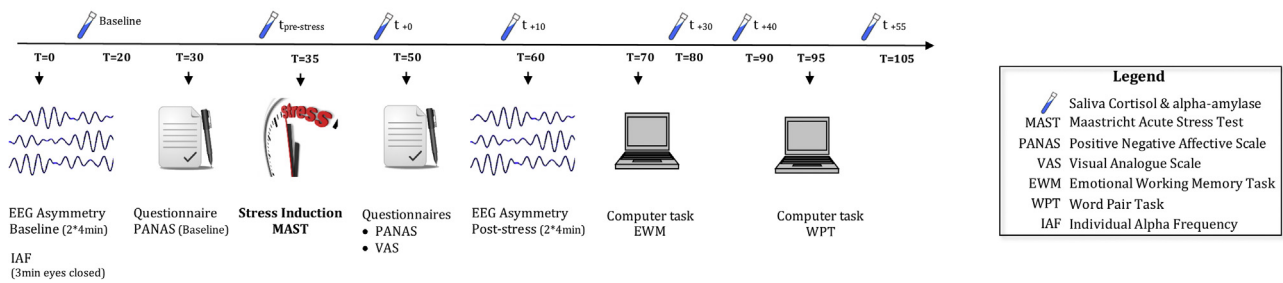 Baseline
tpre-stress
t +0
t +10
t +30
t +40
t +55
T=0
T=20
T=30
T=35
T=50
T=60
T=70
T=80
T=90
T=95
T=105
stress
EEG Asymmetry
Baseline (2*4min)
IAF
(3min eyes closed)
Questionnaire
PANAS (Baseline)
Stress Induction
MAST
Questionnaires
• PANAS
• VAS
EEG Asymmetry
Post-stress (2*4min)
Computer task
EWM
Computer task
WPT
Legend
Saliva Cortisol & alpha-amylase
MAST Maastricht Acute Stress Test
PANAS Positive Negative Affective Scale
VAS Visual Analogue Scale
EWM Emotional Working Memory Task
WPT Word Pair Task
IAF Individual Alpha Frequency